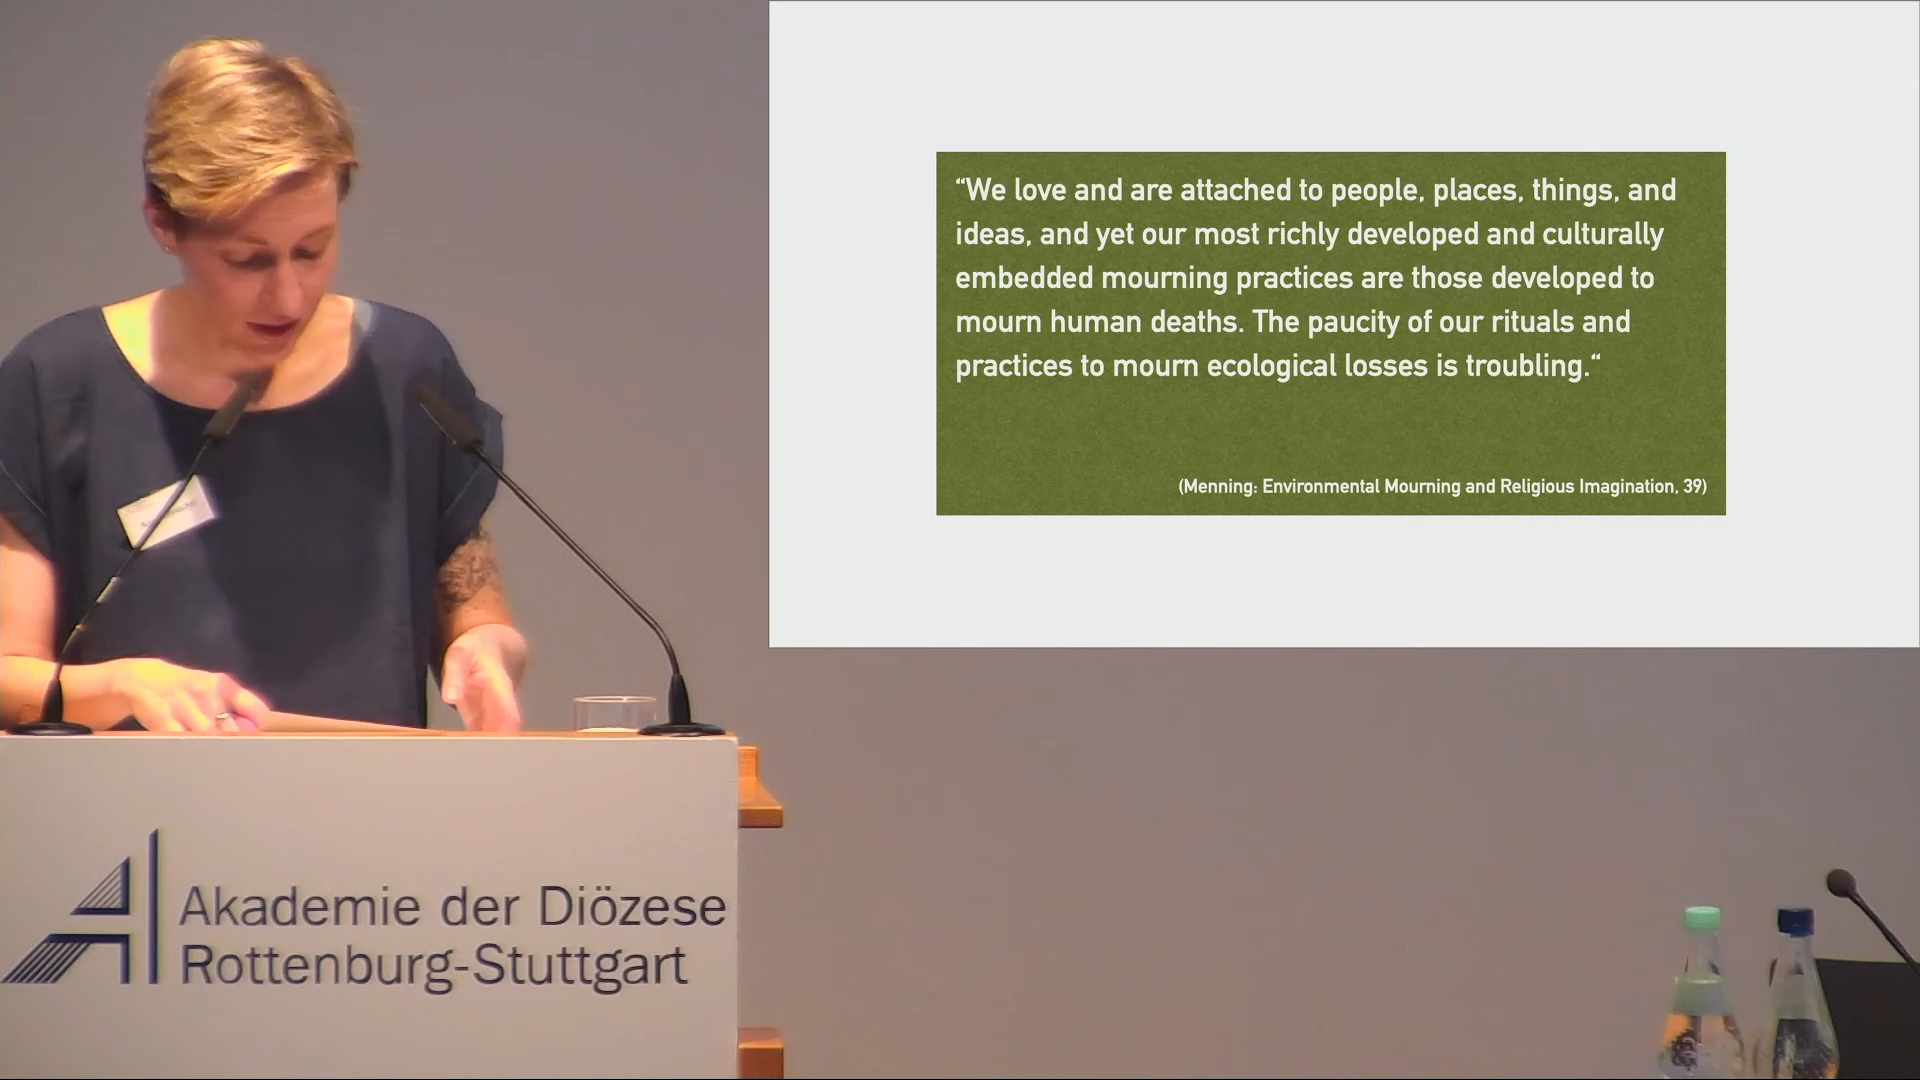 “We love and are attached to people, places, things, and
ideas, and yet our most richly developed and culturally
embedded mourning practices are those developed to
mourn human deaths. The paucity of our rituals and
practices to mourn ecological losses is troubling.“
(Menning: Environmental Mourning and Religious Imagination, 39)
Akademie der Diözese
Rottenburg-Stuttgart